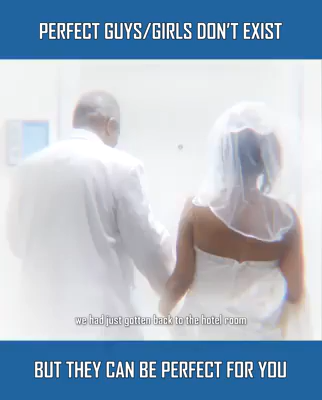 PERFECT GUYS/GIRLS DON'T EXIST
we had just gotten back to the hotel room
BUT THEY CAN BE PERFECT FOR YOU